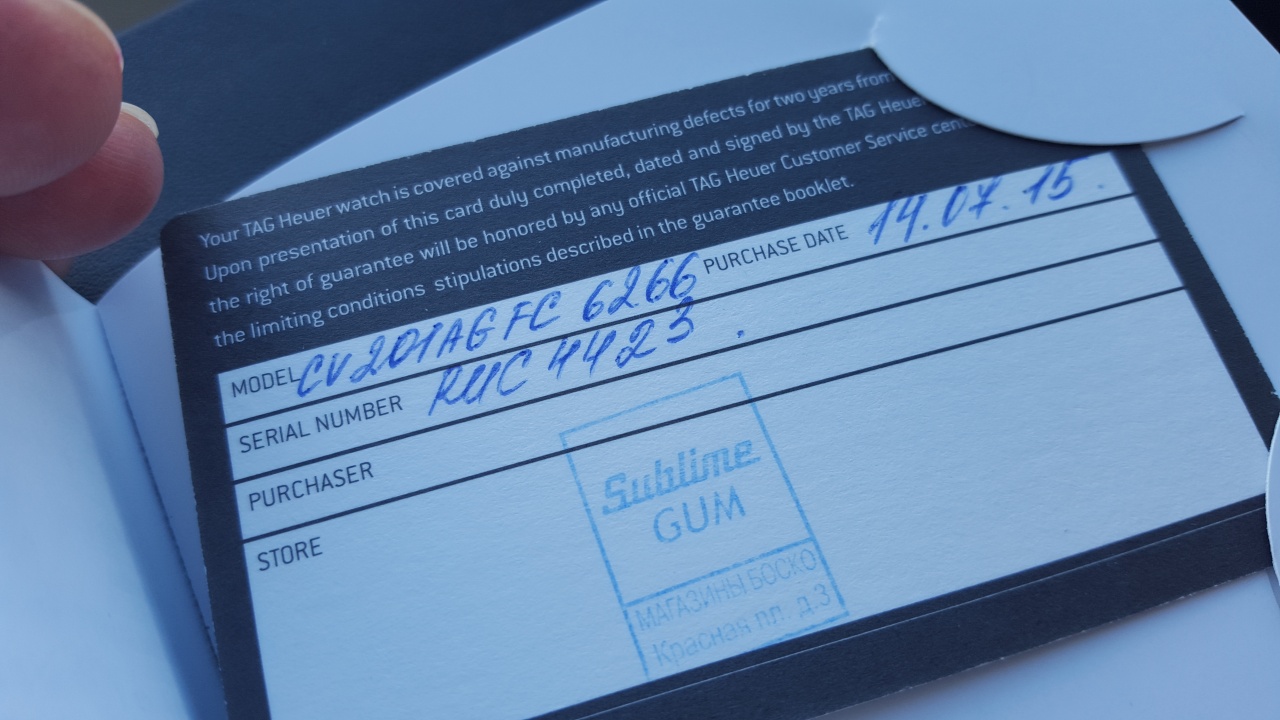 Your TAG Heuer watch is covered against manufacturing defects for two years from
Upon presentation of this card duly completed, dated and signed by the TAG Heuer
the right of guarantee will be honored by any official TAG Heuer Customer Service
the limiting conditions stipulations described in the guarantee booklet.
MODEL CV201AG FC 6266 PURCHASE DATE 14.07.15.
SERIAL NUMBER RUC 4423.
PURCHASER
STORE
Sublime
GUM
МАГАЗИНЫ БОСКО
Красная пл. д.3